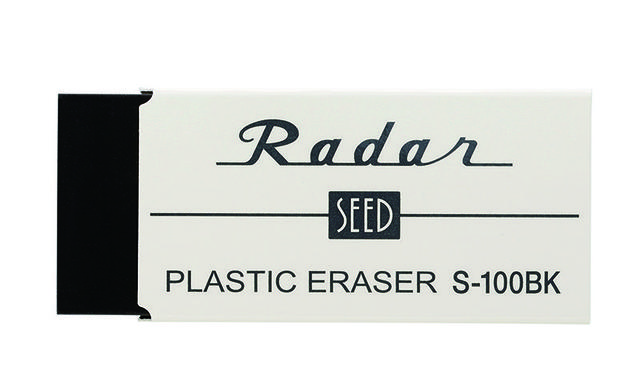 Radar
SEED
PLASTIC ERASER S-100BK